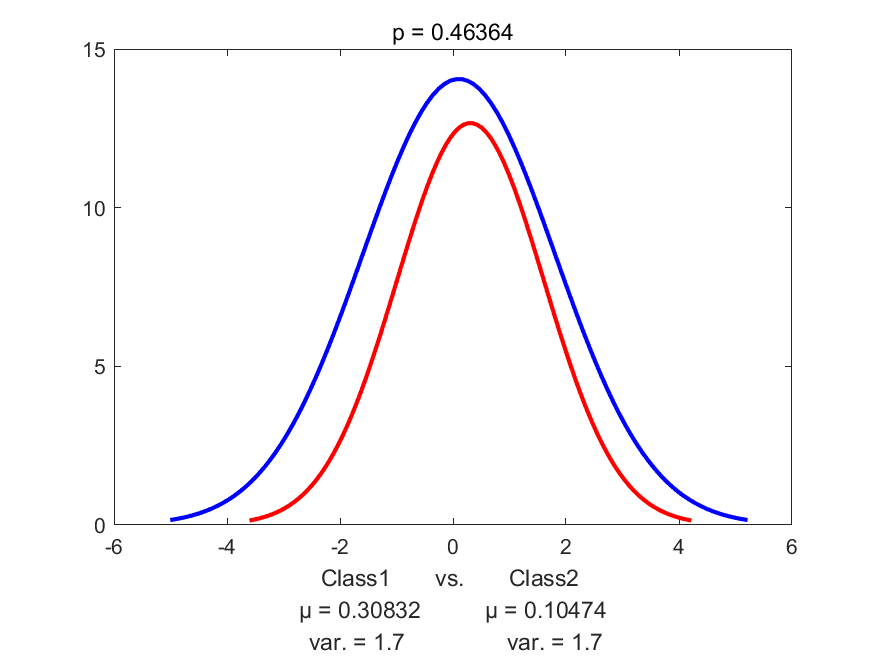 p = 0.46364
15
10
5
0
-6 -4 -2 0 2 4 6
Class1 vs. Class2
μ = 0.30832 μ = 0.10474
var. = 1.7 var. = 1.7